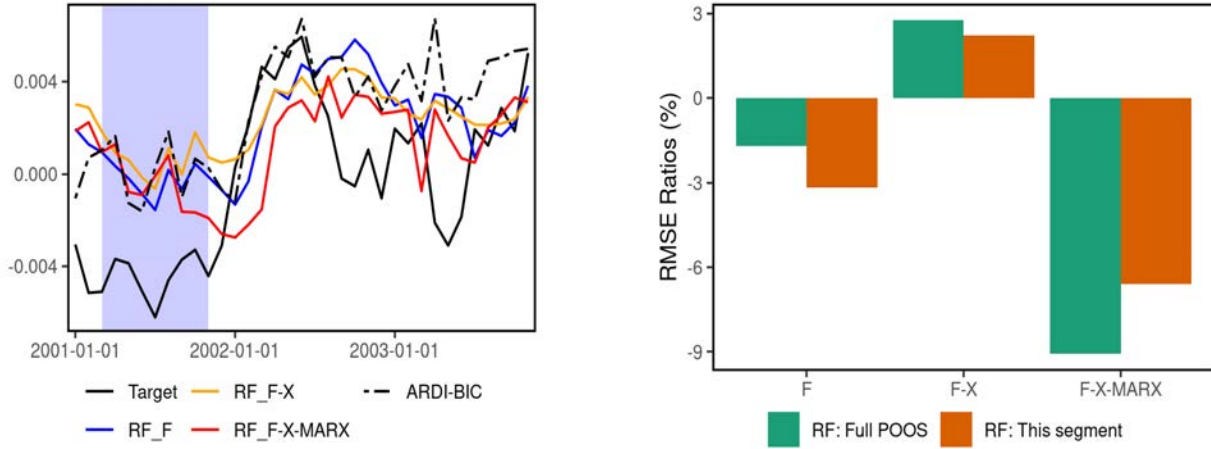 0.004
0.000
-0.004
2001-01-01 2002-01-01 2003-01-01
Target RF_F-X ARDI-BIC
RF_F RF_F-X-MARX
RMSE Ratios (%)
3
0
-3
-6
-9
F F-X F-X-MARX
RF: Full POOS RF: This segment